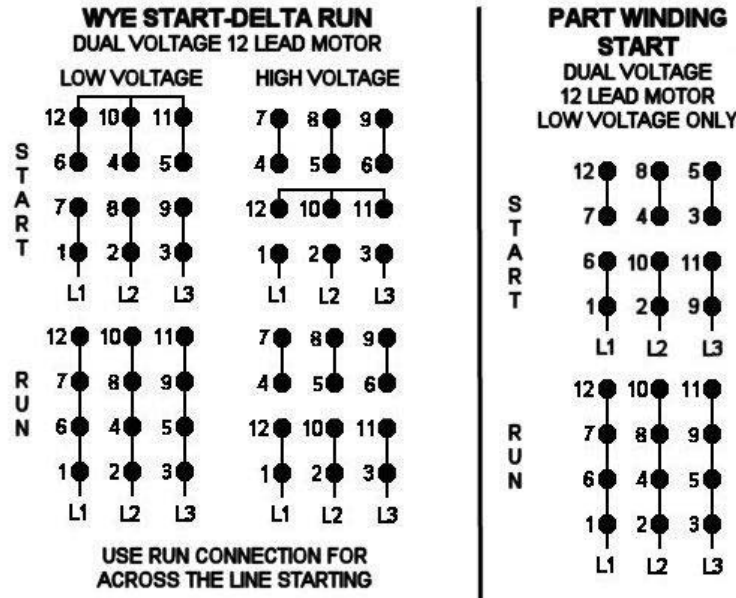 WYE START-DELTA RUN
DUAL VOLTAGE 12 LEAD MOTOR
LOW VOLTAGE HIGH VOLTAGE
START
12 10 11 7 8 9
6 4 5 4 5 6
7 8 9 12 10 11
1 2 3 1 2 3
L1 L2 L3 L1 L2 L3
RUN
12 10 11 7 8 9
7 8 9 4 5 6
6 4 5 12 10 11
1 2 3 1 2 3
L1 L2 L3 L1 L2 L3
USE RUN CONNECTION FOR
ACROSS THE LINE STARTING
PART WINDING
START
DUAL VOLTAGE
12 LEAD MOTOR
LOW VOLTAGE ONLY
START
12 8 5
7 4 3
6 10 11
1 2 9
L1 L2 L3
RUN
12 10 11
7 8 9
6 4 5
1 2 3
L1 L2 L3